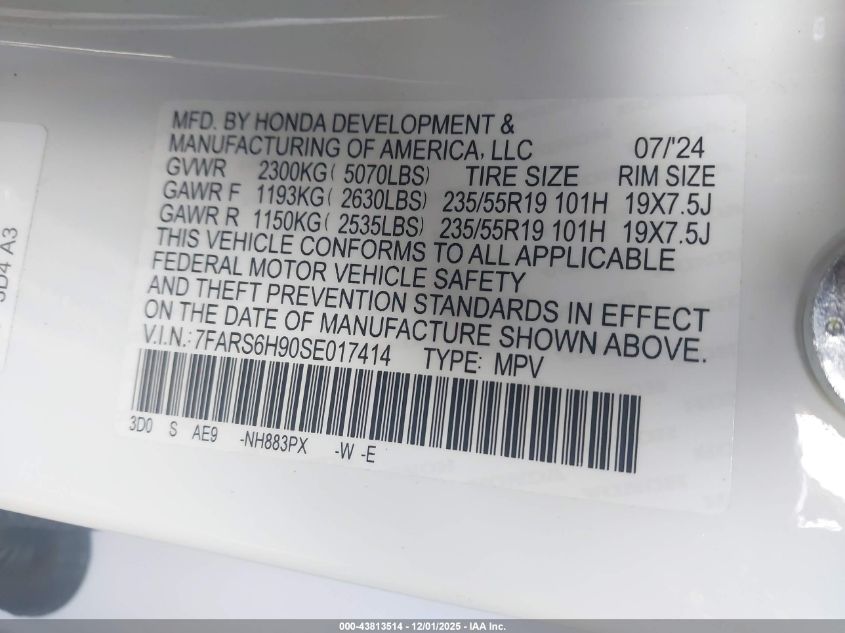 MFD. BY HONDA DEVELOPMENT &
MANUFACTURING OF AMERICA, LLC 07/'24
GVWR 2300KG( 5070LBS) TIRE SIZE RIM SIZE
GAWR F 1193KG( 2630LBS) 235/55R19 101H 19X7.5J
GAWR R 1150KG( 2535LBS) 235/55R19 101H 19X7.5J
THIS VEHICLE CONFORMS TO ALL APPLICABLE
FEDERAL MOTOR VEHICLE SAFETY
AND THEFT PREVENTION STANDARDS IN EFFECT
ON THE DATE OF MANUFACTURE SHOWN ABOVE.
V.I.N.: 7FARS6H90SE017414 TYPE: MPV
3D0 S AE9 -NH883PX -W -E
3D4 A3
000-43813514 - 12/01/2025 - IAA Inc.